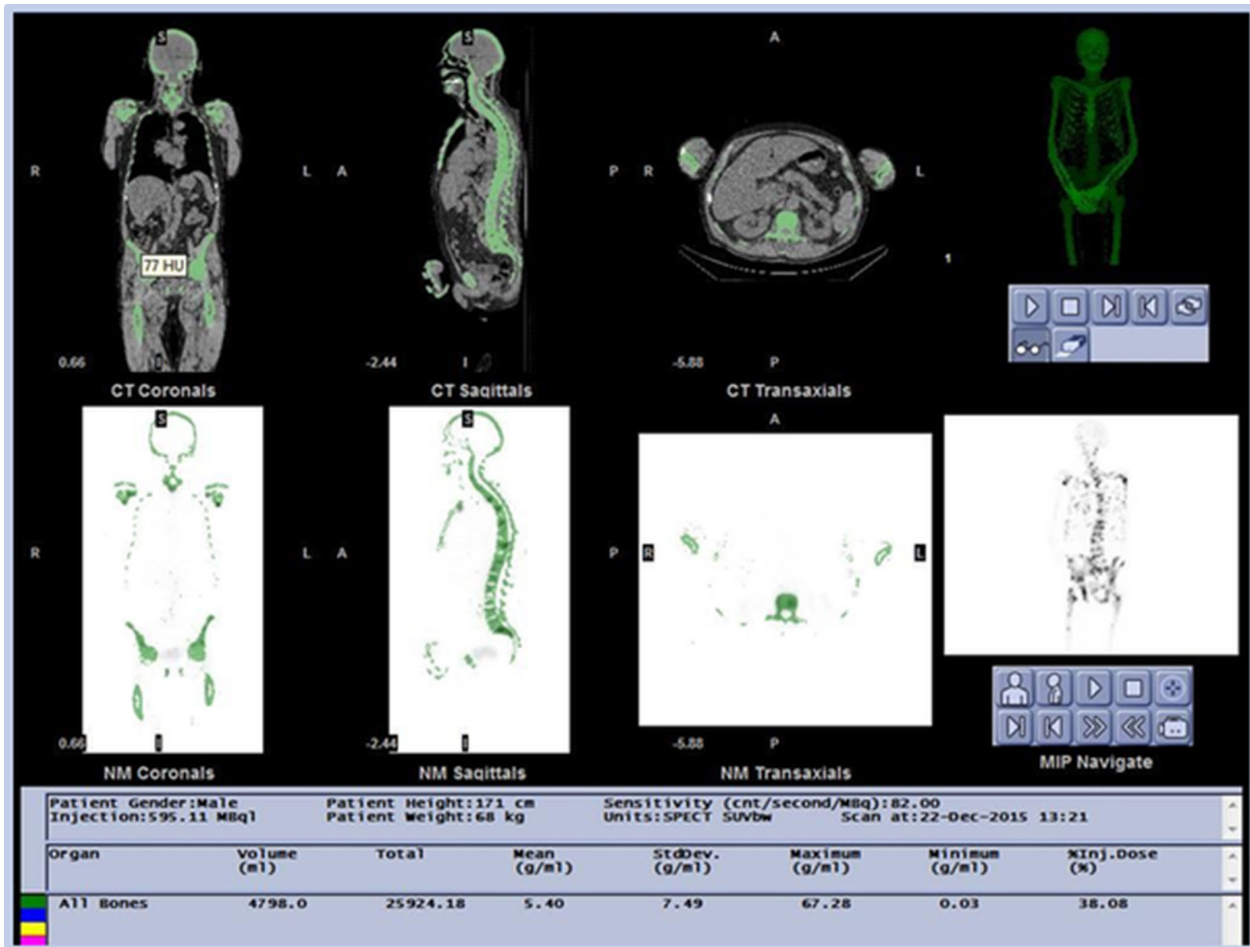 S S A
R L A P R L
77 HU
1
0.66 I -2.44 I -5.88 P
CT Coronals CT Sagittals CT Transaxials
S S A
R L A P R L
0.66 I -2.44 I -5.88 P
NM Coronals NM Sagittals NM Transaxials MIP Navigate
Patient Gender:Male Patient Height:171 cm Sensitivity (cnt/second/MBq):82.00
Injection:595.11 MBql Patient Weight:68 kg Units:SPECT SUVbw Scan at:22-Dec-2015 13:21
Organ Volume Total Mean StdDev. Maximum Minimum %Inj.Dose
(ml) (g/ml) (g/ml) (g/ml) (g/ml) (%)
All Bones 4798.0 25924.18 5.40 7.49 67.28 0.03 38.08